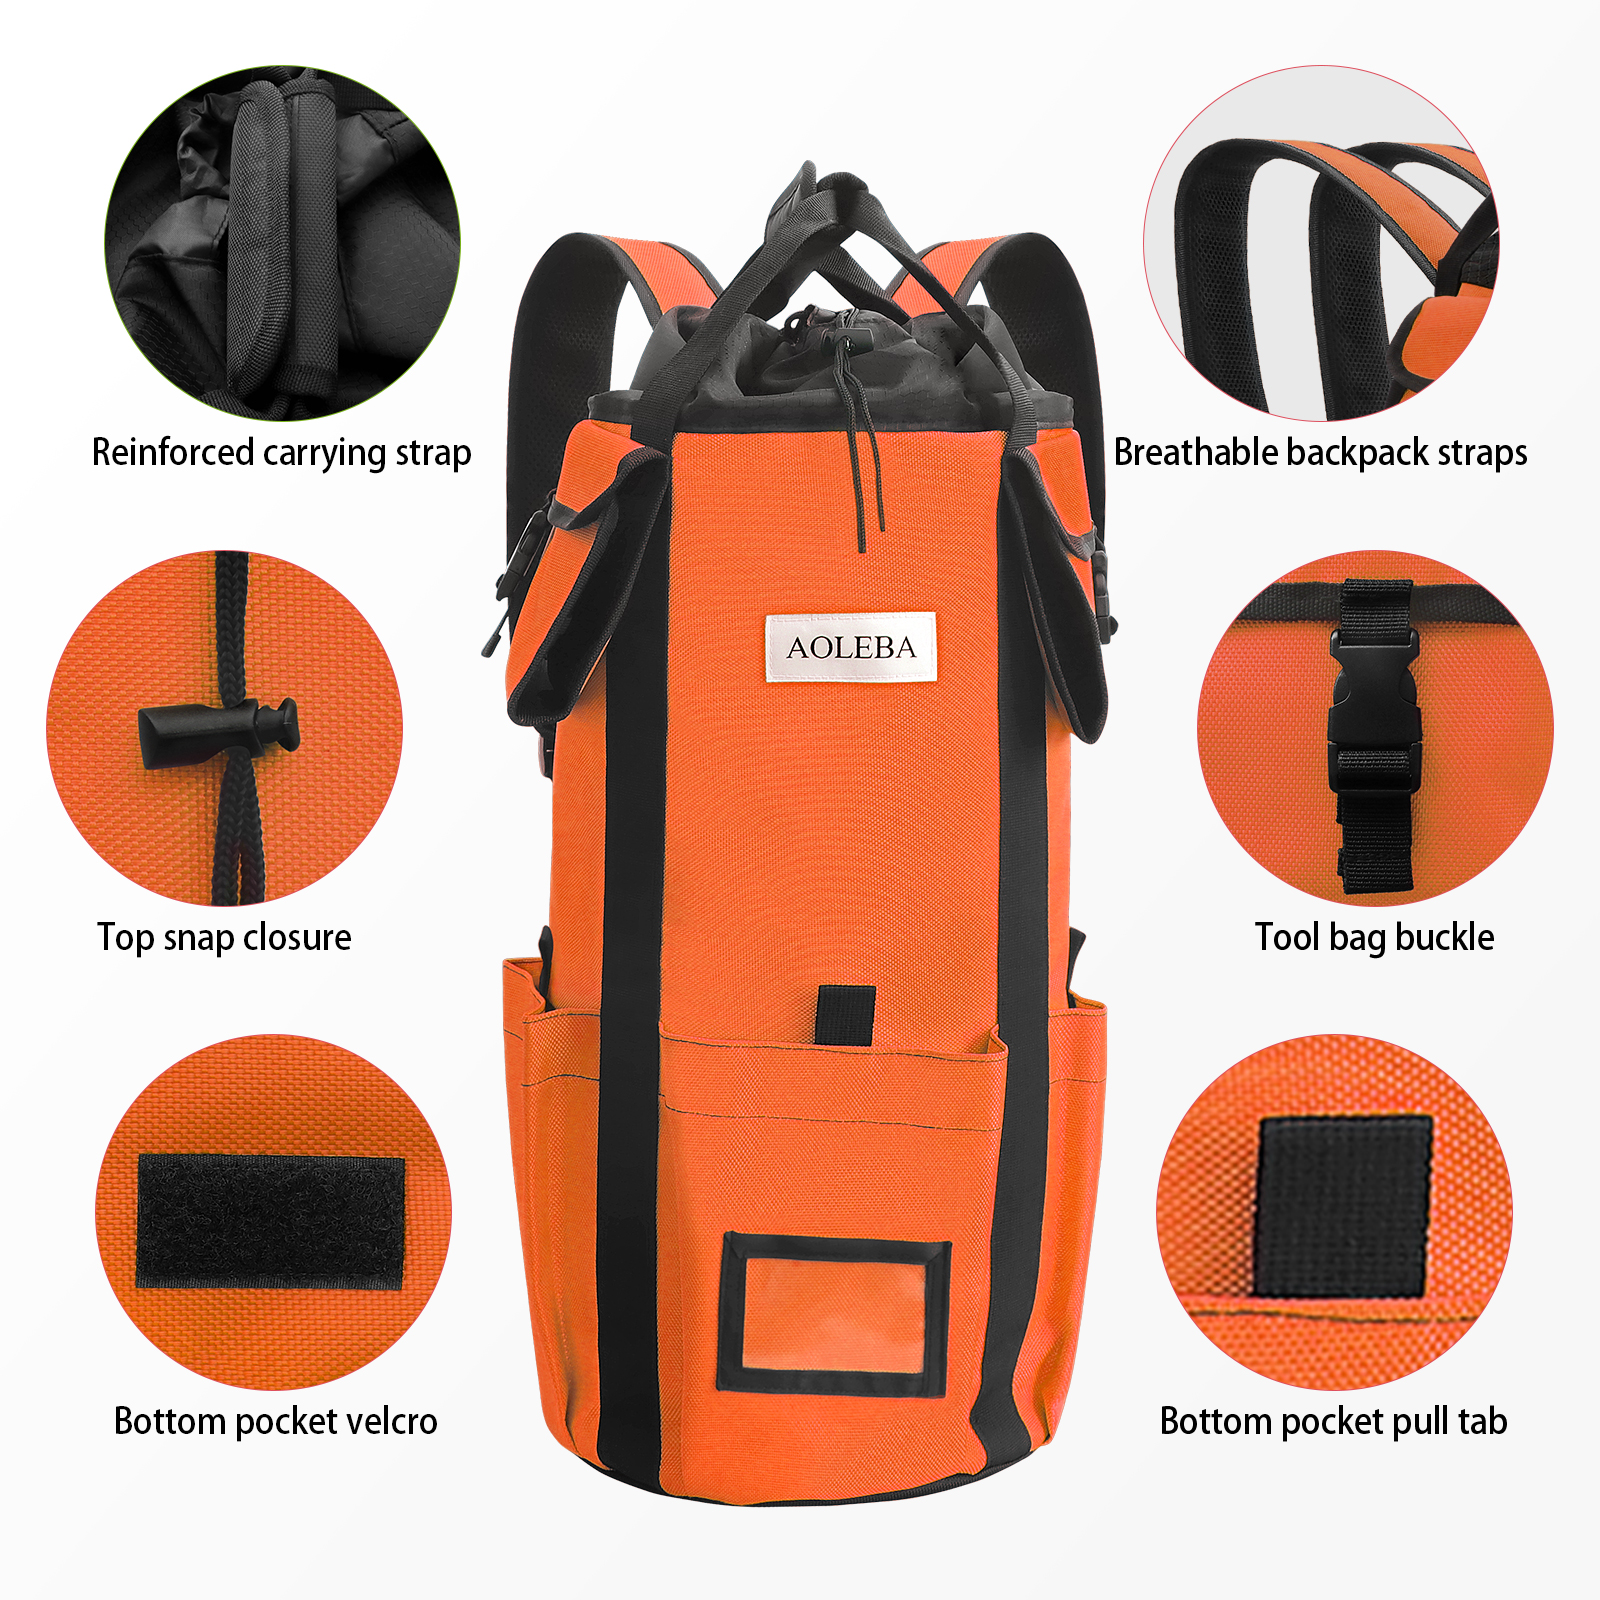 Reinforced carrying strap
Breathable backpack straps
AOLEBA
Top snap closure
Tool bag buckle
Bottom pocket velcro
Bottom pocket pull tab